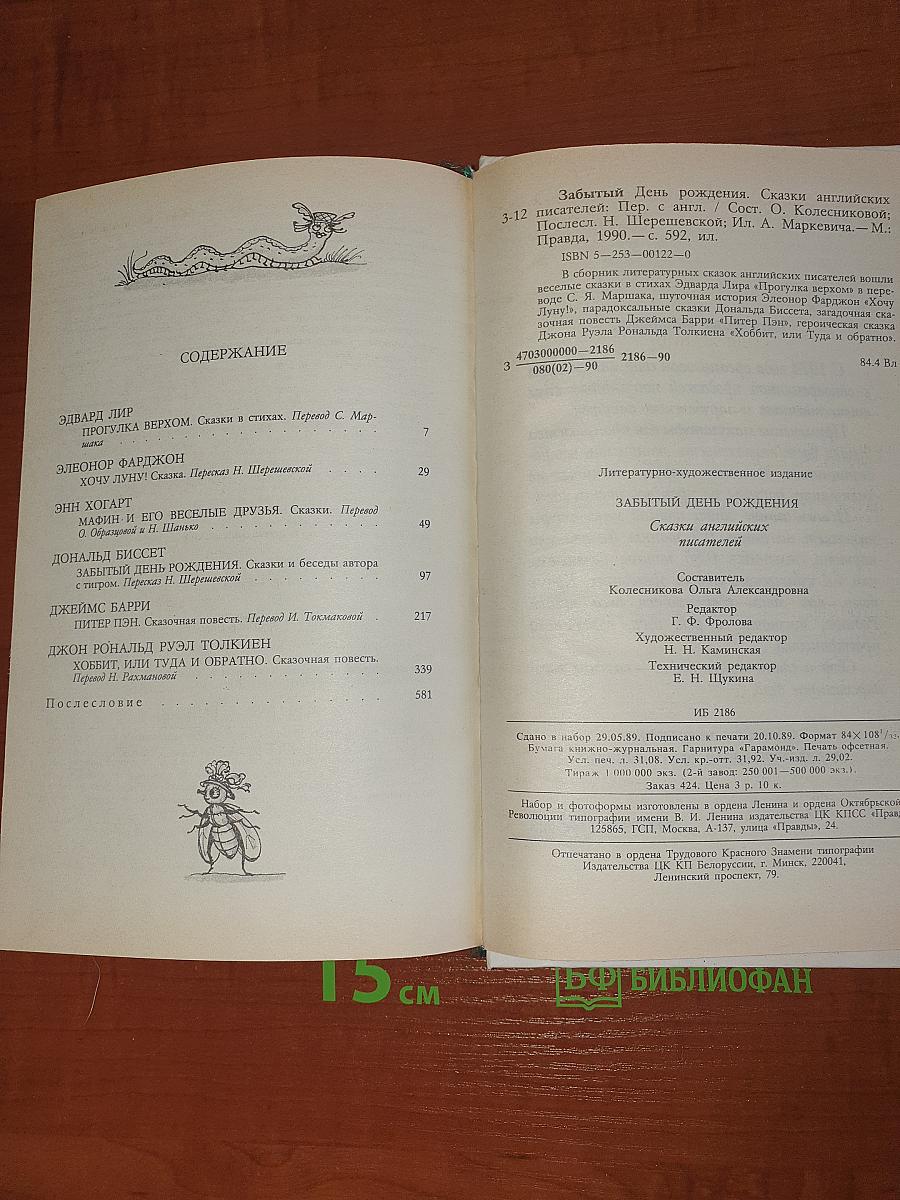 СОДЕРЖАНИЕ
ЭДВАРД ЛИР
ПРОГУЛКА ВЕРХОМ. Сказки в стихах. Перевод С. Мар-
шака . . . . . . . . . . . . . . . . . . 7
ЭЛЕОНОР ФАРДЖОН
ХОЧУ ЛУНУ! Сказка. Пересказ Н. Шерешевской . . . . 29
ЭНН ХОГАРТ
МАФИН И ЕГО ВЕСЕЛЫЕ ДРУЗЬЯ. Сказки. Перевод
О. Образцовой и Н. Шанько . . . . . . . . . . . . 49
ДОНАЛЬД БИССЕТ
ЗАБЫТЫЙ ДЕНЬ РОЖДЕНИЯ. Сказки и беседы автора
с тигром. Пересказ Н. Шерешевской . . . . . . . . . 97
ДЖЕЙМС БАРРИ
ПИТЕР ПЭН. Сказочная повесть. Перевод И. Токмаковой . 217
ДЖОН РОНАЛЬД РУЭЛ ТОЛКИЕН
ХОББИТ, ИЛИ ТУДА И ОБРАТНО. Сказочная повесть.
Перевод Н. Рахмановой . . . . . . . . . . . . . 339
Послесловие . . . . . . . . . . . . . . . 581
Забытый День рождения. Сказки английских
З-12 писателей: Пер. с англ. / Сост. О. Колесниковой;
Послесл. Н. Шерешевской; Ил. А. Маркевича.— М.:
Правда, 1990.— с. 592, ил.
ISBN 5—253—00122—0
В сборник литературных сказок английских писателей вошли
веселые сказки в стихах Эдварда Лира «Прогулка верхом» в пере-
воде С. Я. Маршака, шуточная история Элеонор Фарджон «Хочу
Луну!», парадоксальные сказки Дональда Биссета, загадочная ска-
зочная повесть Джеймса Барри «Питер Пэн», героическая сказка
Джона Руэла Рональда Толкиена «Хоббит, или Туда и обратно».
З 4703000000—2186 2186—90 84.4 Вл
080(02)—90
Литературно-художественное издание
ЗАБЫТЫЙ ДЕНЬ РОЖДЕНИЯ
Сказки английских
писателей
Составитель
Колесникова Ольга Александровна
Редактор
Г. Ф. Фролова
Художественный редактор
Н. Н. Каминская
Технический редактор
Е. Н. Щукина
ИБ 2186
Сдано в набор 29.05.89. Подписано к печати 20.10.89. Формат 84×108¹/₃₂.
Бумага книжно-журнальная. Гарнитура «Гарамонд». Печать офсетная.
Усл. печ. л. 31,08. Усл. кр.-отт. 31,92. Уч.-изд. л. 29,02.
Тираж 1 000 000 экз. (2-й завод: 250 001—500 000 экз.).
Заказ 424. Цена 3 р. 10 к.
Набор и фотоформы изготовлены в ордена Ленина и ордена Октябрьской
Революции типографии имени В. И. Ленина издательства ЦК КПСС «Правд
125865, ГСП, Москва, А-137, улица «Правды», 24.
Отпечатано в ордена Трудового Красного Знамени типографии
Издательства ЦК КП Белоруссии, г. Минск, 220041,
Ленинский проспект, 79.
15 см
БФ БИБЛИОФАН